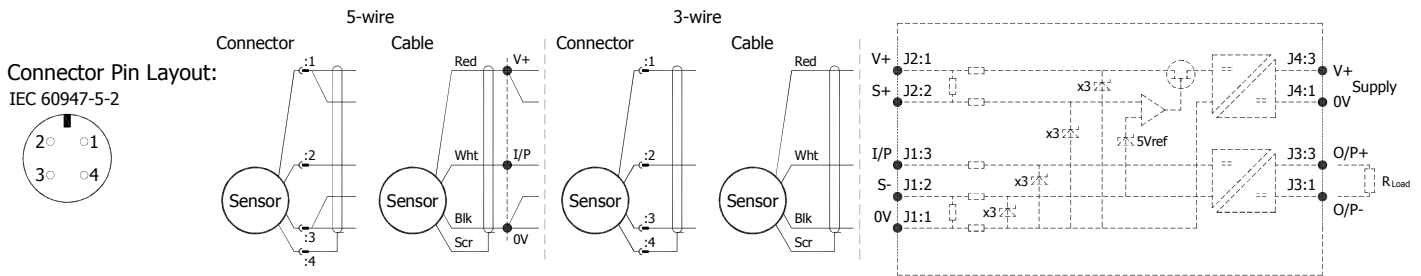 Connector Pin Layout:
IEC 60947-5-2
2 1
3 4
5-wire
Connector Cable
:1
:2
:3
:4
Sensor
Red V+
Wht I/P
Blk
0V
Scr
Sensor
3-wire
Connector Cable
:1
:2
:3
:4
Sensor
Red
Wht
Blk
Scr
Sensor
V+ J2:1
S+ J2:2
I/P J1:3
S- J1:2
0V J1:1
x3
x3
x3
x3
5Vref
J4:3 V+
Supply
J4:1 0V
J3:3 O/P+
R Load
J3:1
O/P-